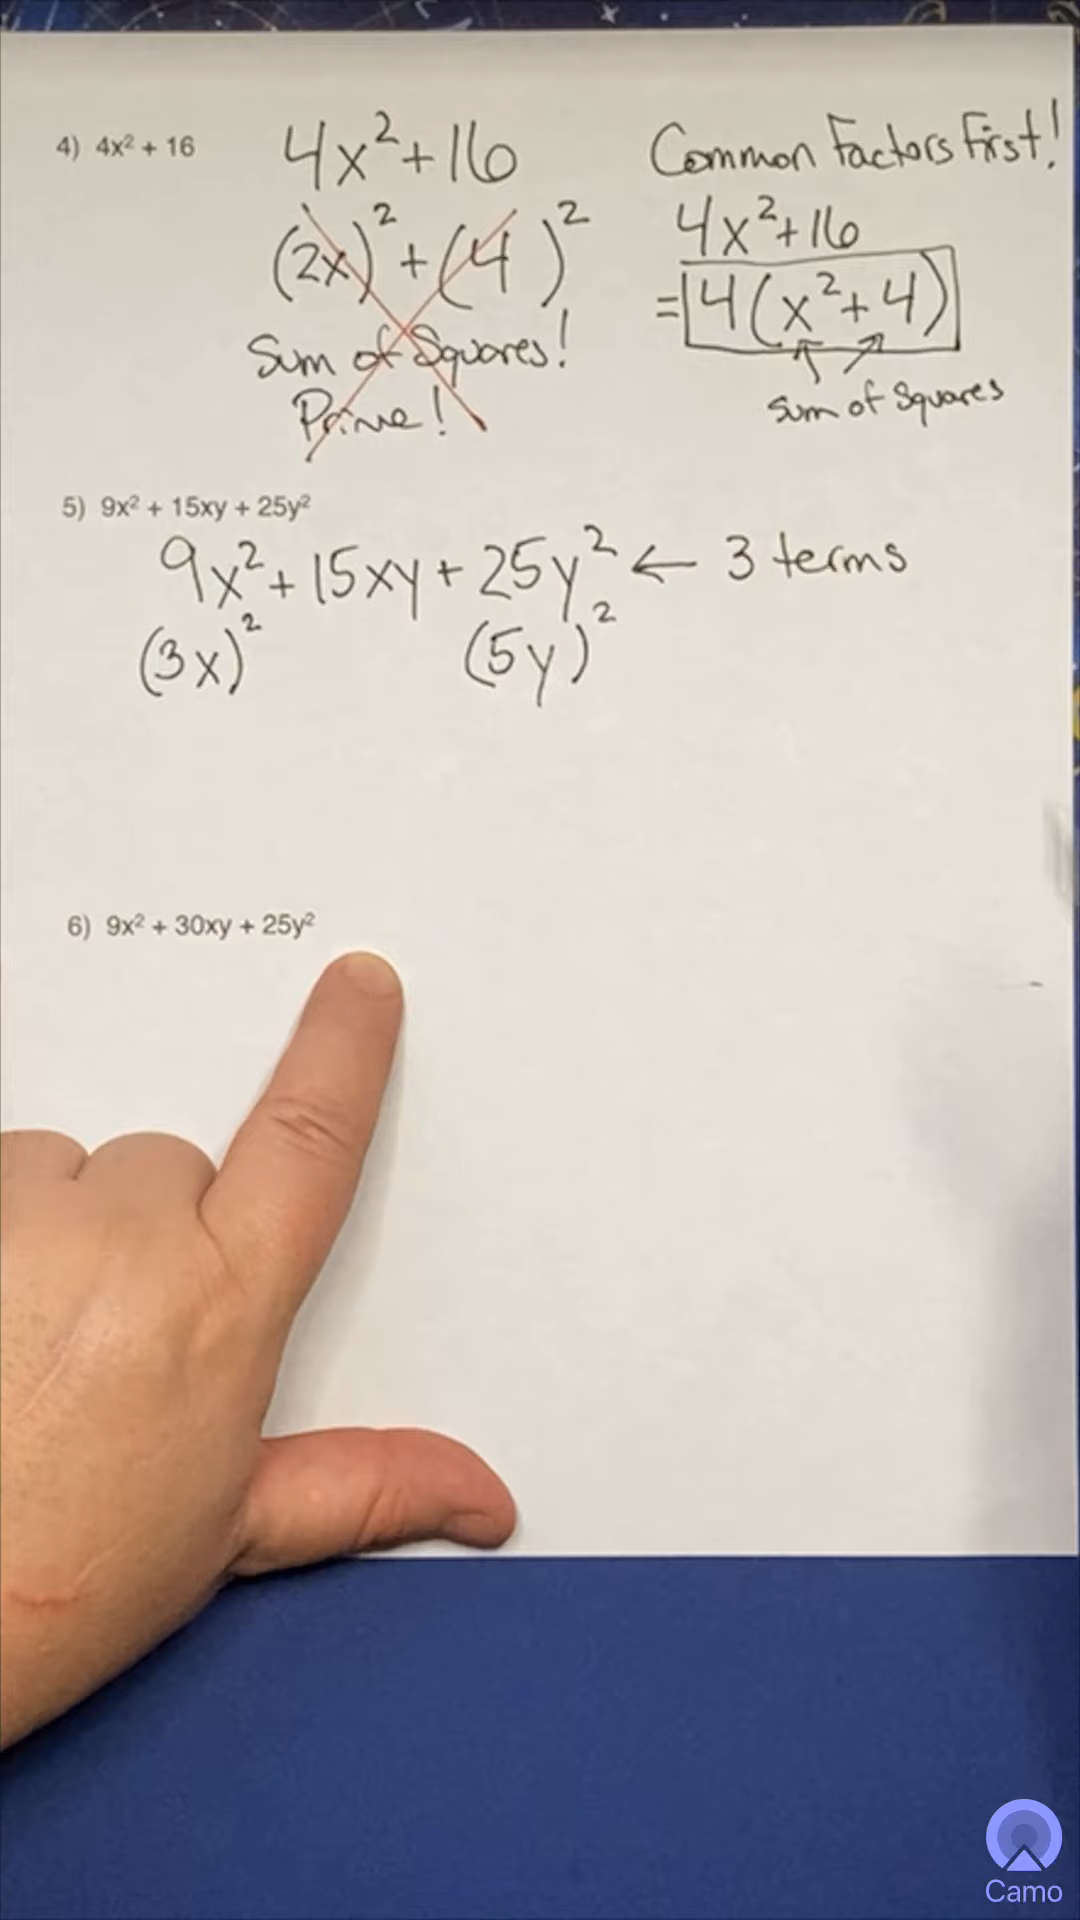 4) 4x² + 16
4x² + 16
(2x)² + (4)²
Sum of Squares!
Prime!
Common Factors First!
4x² + 16
= 4(x² + 4)
Sum of Squares
5) 9x² + 15xy + 25y²
9x² + 15xy + 25y² ← 3 terms
(3x)² (5y)²
6) 9x² + 30xy + 25y²
Camo